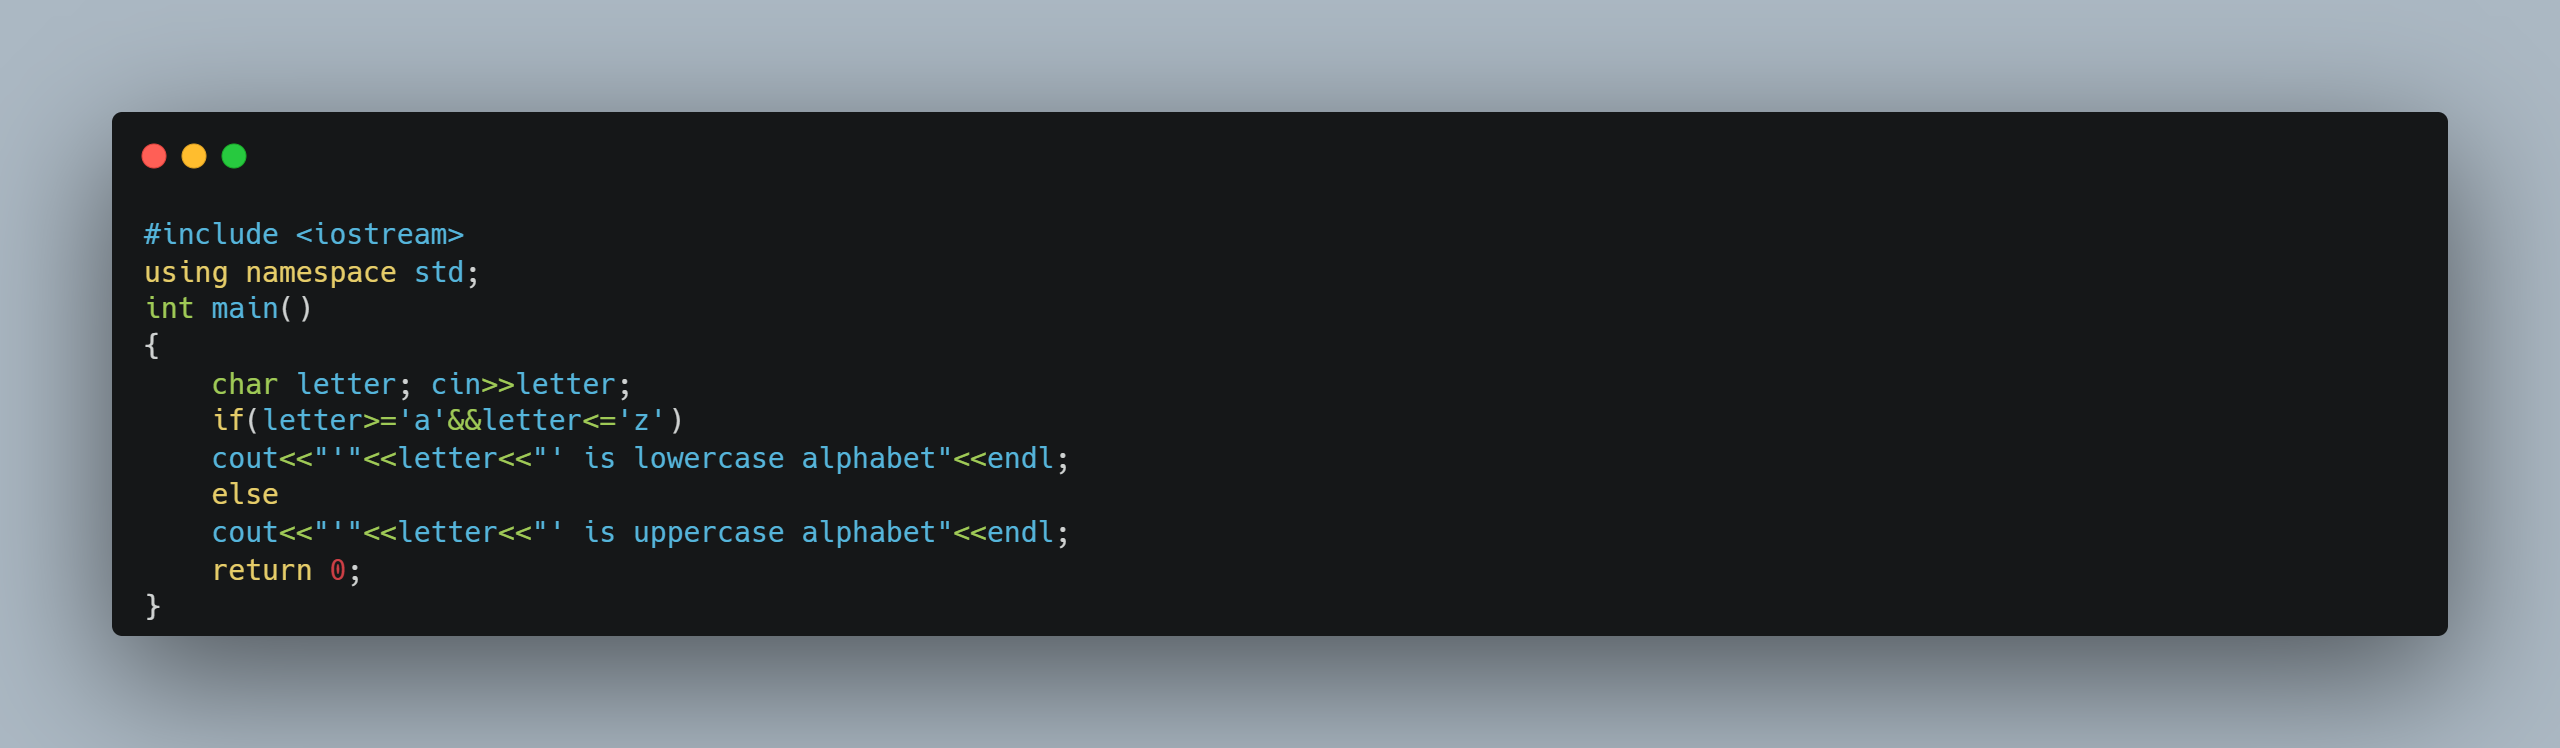 #include <iostream>
using namespace std;
int main()
{
    char letter; cin>>letter;
    if(letter>='a'&&letter<='z')
    cout<<"'"<<letter<<"' is lowercase alphabet"<<endl;
    else
    cout<<"'"<<letter<<"' is uppercase alphabet"<<endl;
    return 0;
}